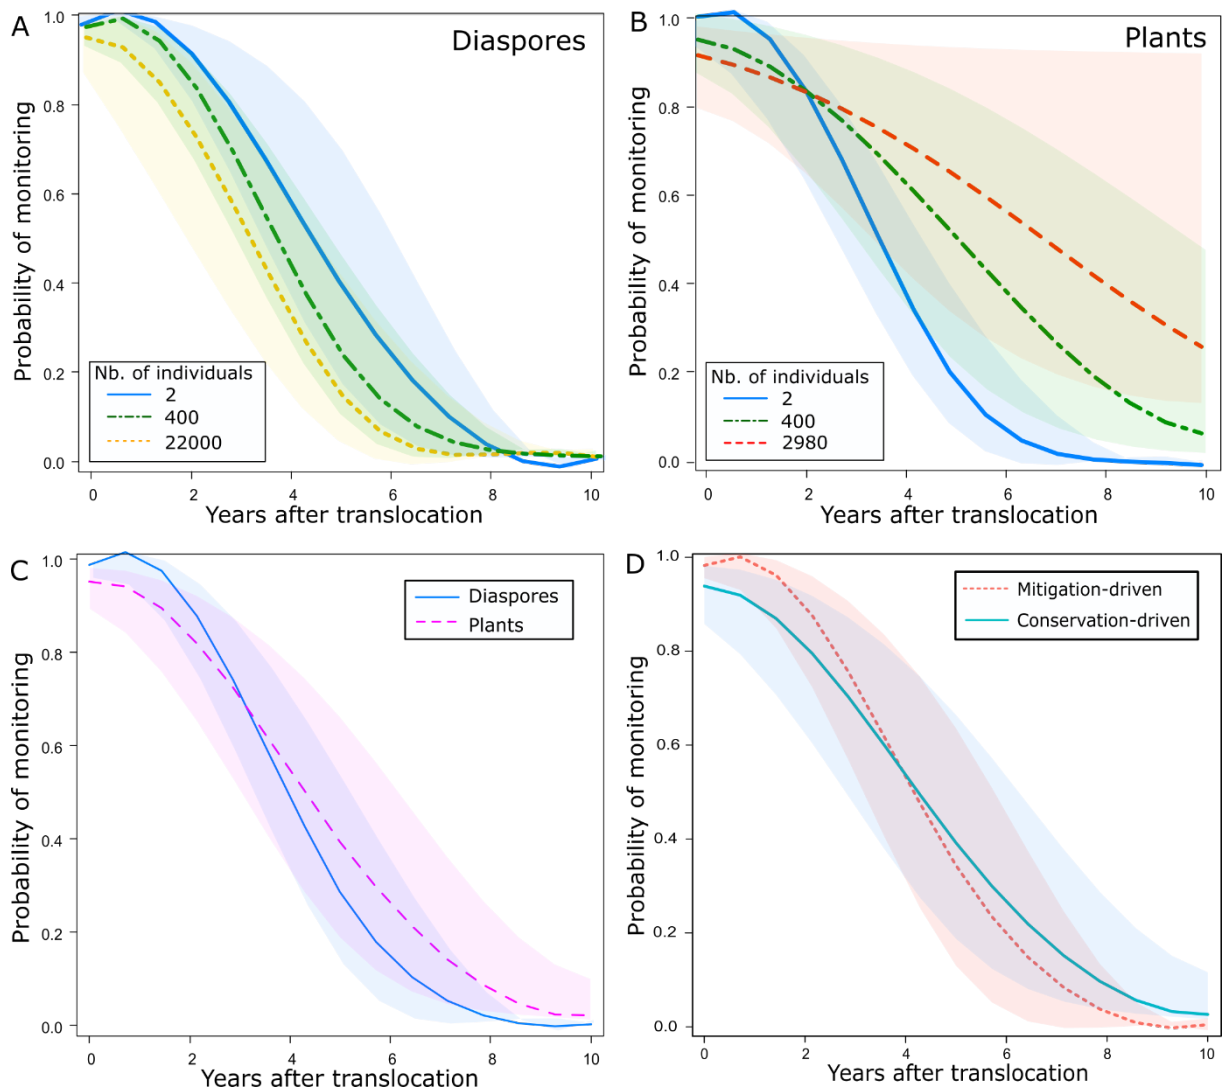 A
Diaspores
Probability of monitoring
1.0
0.8
0.6
0.4
0.2
0.0
Nb. of individuals
2
400
22000
0
2
4
6
8
10
Years after translocation
B
Plants
Probability of monitoring
1.0
0.8
0.6
0.4
0.2
0.0
Nb. of individuals
2
400
2980
0
2
4
6
8
10
Years after translocation
C
Probability of monitoring
1.0
0.8
0.6
0.4
0.2
0.0
Diaspores
Plants
0
2
4
6
8
10
Years after translocation
D
Probability of monitoring
1.0
0.8
0.6
0.4
0.2
0.0
Mitigation-driven
Conservation-driven
0
2
4
6
8
10
Years after translocation